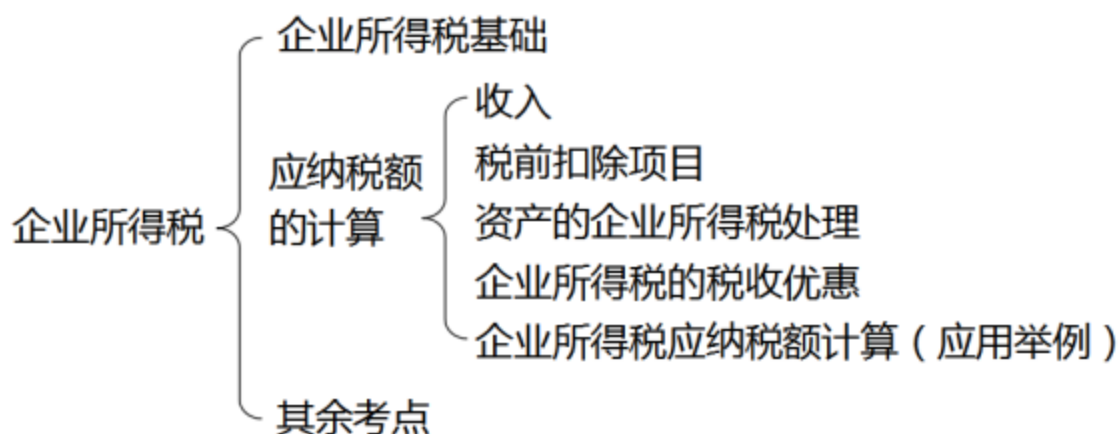 企业所得税基础
收入
应纳税额
税前扣除项目
企业所得税
的计算
资产的企业所得税处理
企业所得税的税收优惠
企业所得税应纳税额计算（应用举例）
其余考点